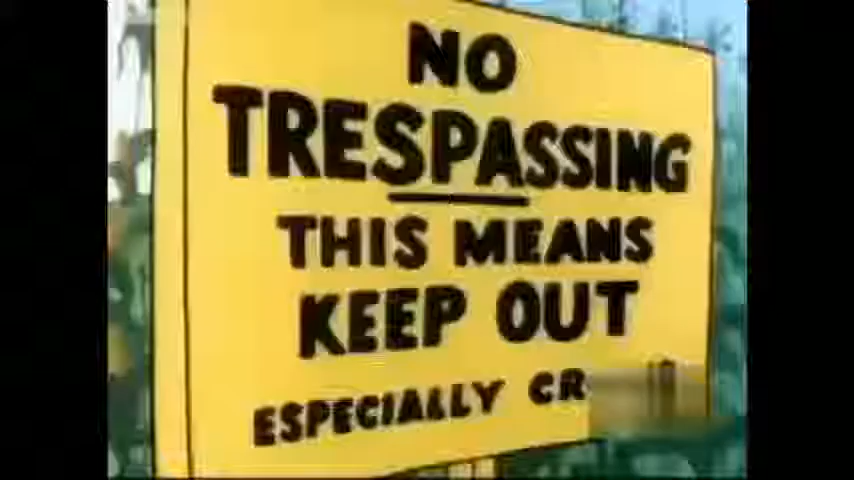 NO
TRESPASSING
THIS MEANS
KEEP OUT
ESPECIALLY